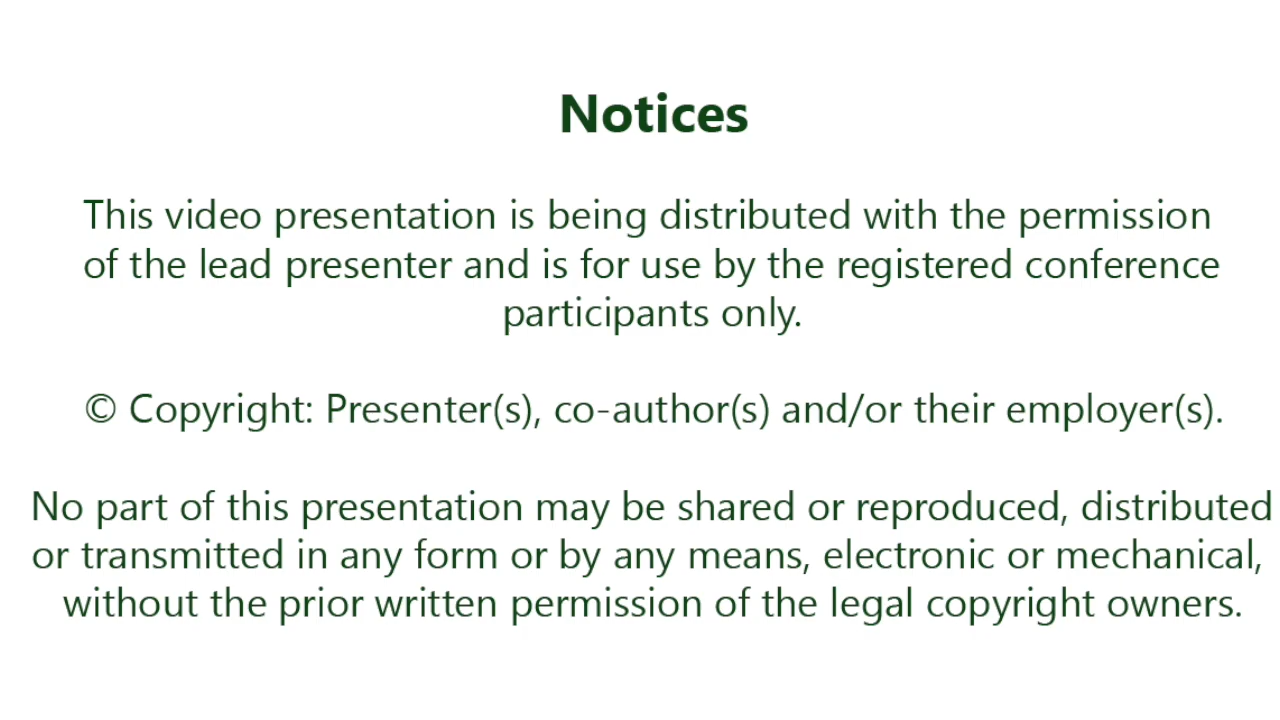 Notices
This video presentation is being distributed with the permission
of the lead presenter and is for use by the registered conference
participants only.
© Copyright: Presenter(s), co-author(s) and/or their employer(s).
No part of this presentation may be shared or reproduced, distributed
or transmitted in any form or by any means, electronic or mechanical,
without the prior written permission of the legal copyright owners.